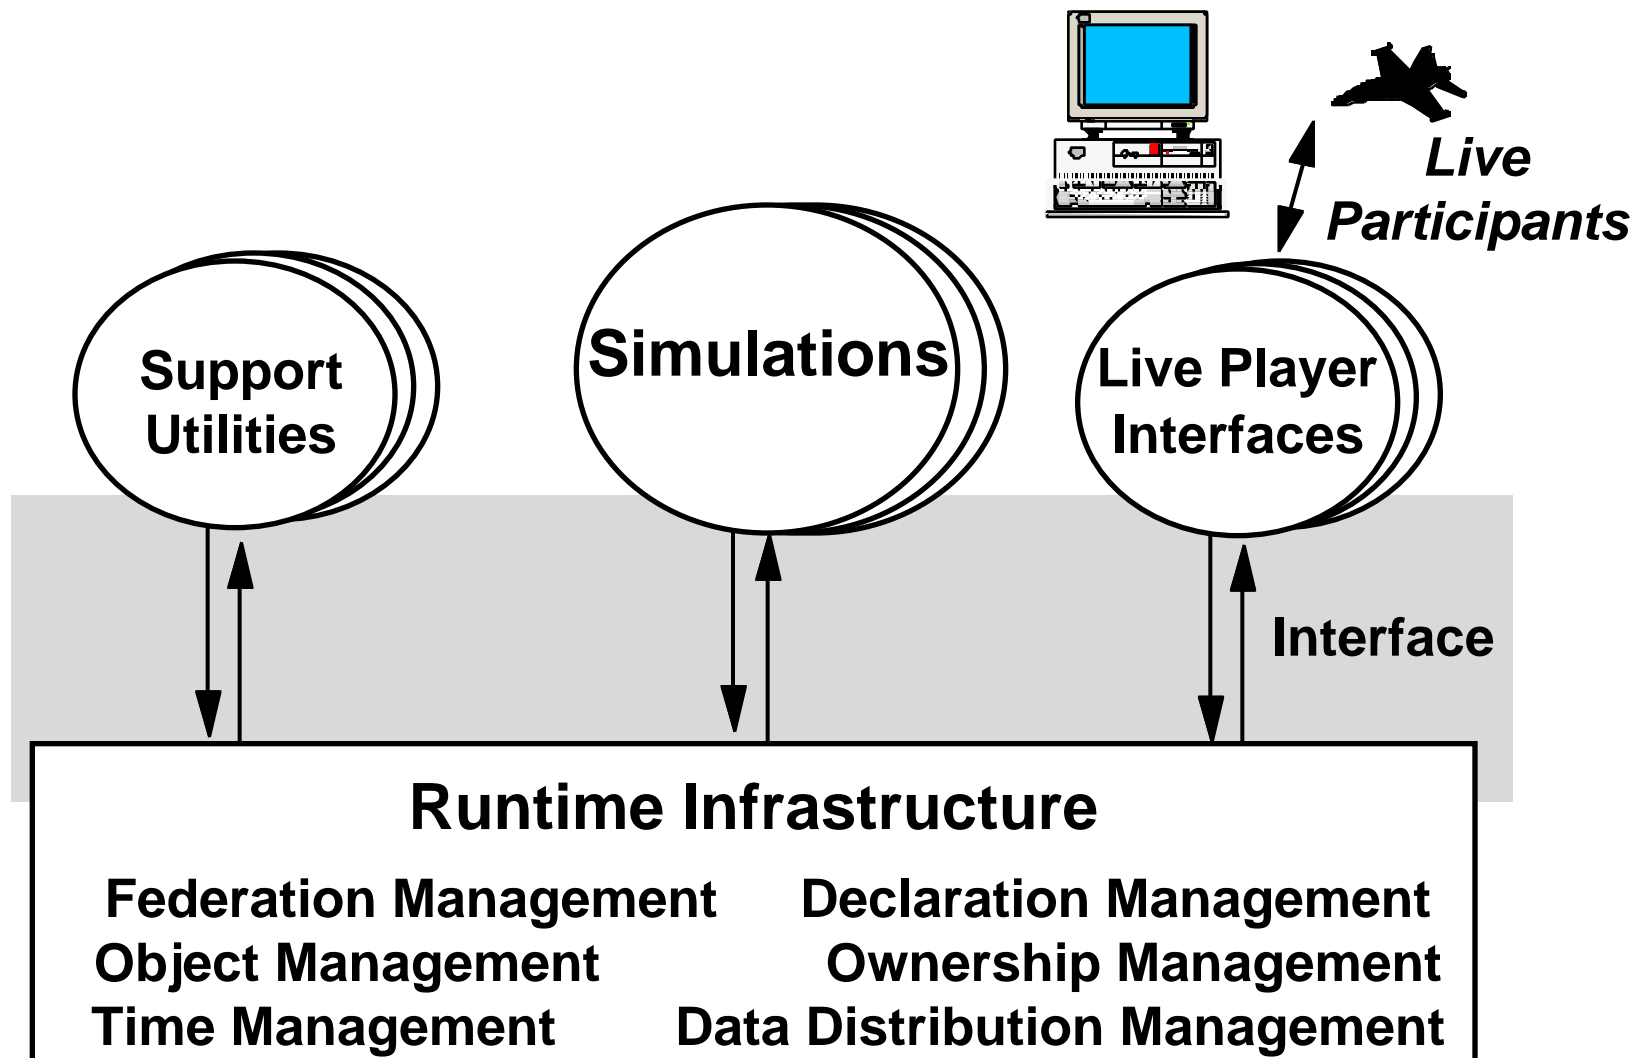 Live
Participants
Support
Utilities
Simulations
Live Player
Interfaces
Interface
Runtime Infrastructure
Federation Management
Declaration Management
Object Management
Ownership Management
Time Management
Data Distribution Management